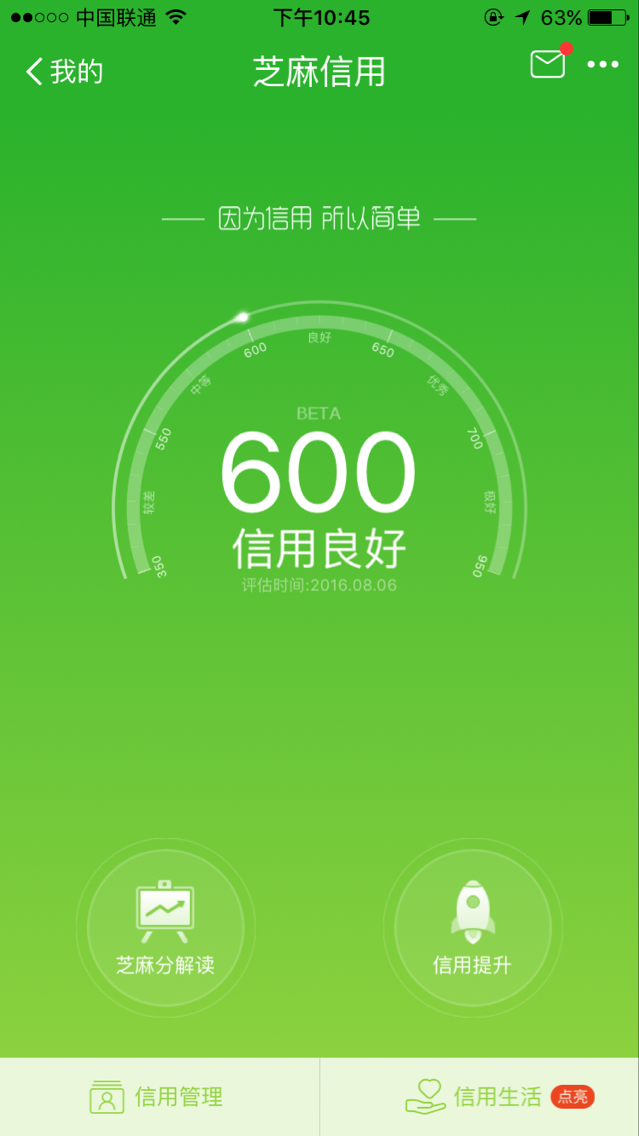 中国联通 下午10:45 63%
我的 芝麻信用
因为信用 所以简单
350 较差 550 中等 600 良好 650 优秀 700 极好 950
BETA
600
信用良好
评估时间:2016.08.06
芝麻分解读 信用提升
信用管理 信用生活 点亮